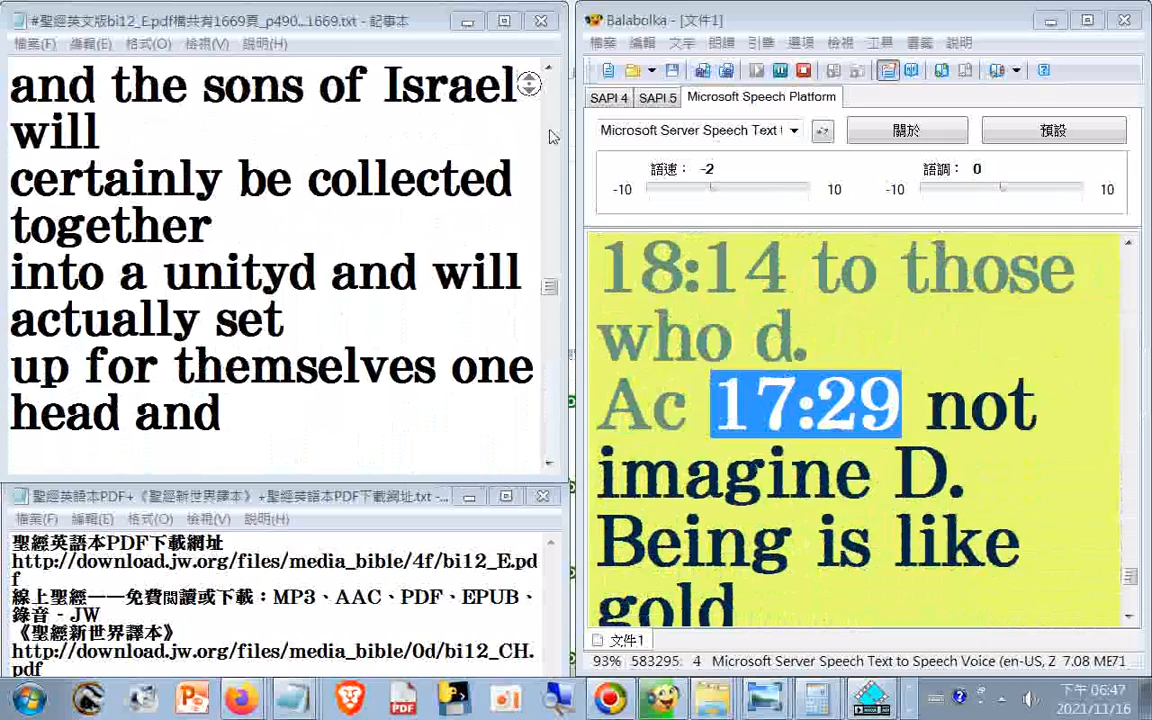 #聖經英文版bi12_E.pdf橫共有1669頁_p490...1669.txt - 記事本
檔案(F) 編輯(E) 格式(O) 檢視(V) 說明(H)
and the sons of Israel
will
certainly be collected
together
into a unityd and will
actually set
up for themselves one
head and
聖經英語本PDF+《聖經新世界譯本》+聖經英語本PDF下載網址.txt -...
檔案(F) 編輯(E) 格式(O) 檢視(V) 說明(H)
聖經英語本PDF下載網址
http://download.jw.org/files/media_bible/4f/bi12_E.pd
f
線上聖經——免費閱讀或下載：MP3、AAC、PDF、EPUB、
錄音 - JW
《聖經新世界譯本》
http://download.jw.org/files/media_bible/0d/bi12_CH.
pdf
Balabolka - [文件1]
檔案 編輯 文字 朗讀 引擎 選項 檢視 工具 書籤 說明
SAPI 4 SAPI 5 Microsoft Speech Platform
Microsoft Server Speech Text 關於 預設
語速： -2 語調： 0
-10 10 -10 10
18:14 to those
who d.
Ac 17:29 not
imagine D.
Being is like
gold
文件1
93% 583295: 4 Microsoft Server Speech Text to Speech Voice (en-US, Z 7.08 ME71
PDF
下午 06:47
2021/11/16